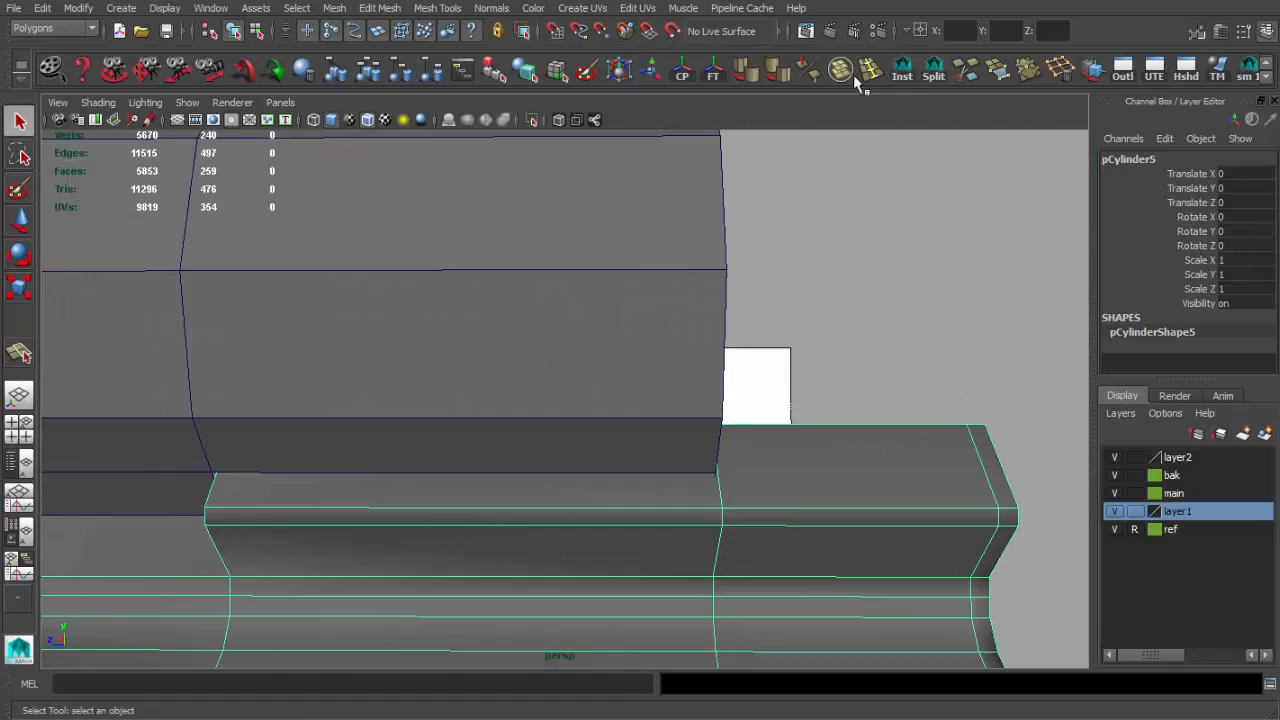 File Edit Modify Create Display Window Assets Select Mesh Edit Mesh Mesh Tools Normals Color Create UVs Edit UVs Muscle Pipeline Cache Help
Polygons No Live Surface X: Y: Z:
CP FT Inst Split Outl UTE Hshd TM sm 1
View Shading Lighting Show Renderer Panels
Channel Box / Layer Editor
Channels Edit Object Show
Verts: 5670 240 0
Edges: 11515 497 0
Faces: 5853 259 0
Tris: 11296 476 0
UVs: 9819 354 0
pCylinder5
Translate X 0
Translate Y 0
Translate Z 0
Rotate X 0
Rotate Y 0
Rotate Z 0
Scale X 1
Scale Y 1
Scale Z 1
Visibility on
SHAPES
pCylinderShape5
Display Render Anim
Layers Options Help
V layer2
V bak
V main
V layer1
V R ref
y
z
persp
MEL
Select Tool: select an object